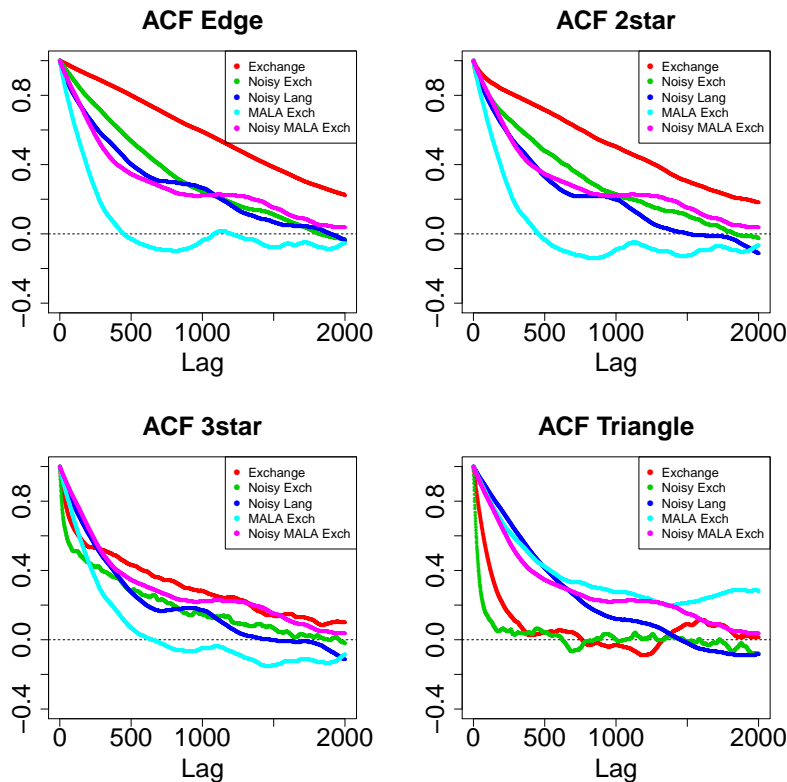 ACF Edge
0.8
0.4
0.0
−0.4
Exchange
Noisy Exch
Noisy Lang
MALA Exch
Noisy MALA Exch
0 500 1000 2000
Lag
ACF 2star
0.8
0.4
0.0
−0.4
Exchange
Noisy Exch
Noisy Lang
MALA Exch
Noisy MALA Exch
0 500 1000 2000
Lag
ACF 3star
0.8
0.4
0.0
−0.4
Exchange
Noisy Exch
Noisy Lang
MALA Exch
Noisy MALA Exch
0 500 1000 2000
Lag
ACF Triangle
0.8
0.4
0.0
−0.4
Exchange
Noisy Exch
Noisy Lang
MALA Exch
Noisy MALA Exch
0 500 1000 2000
Lag